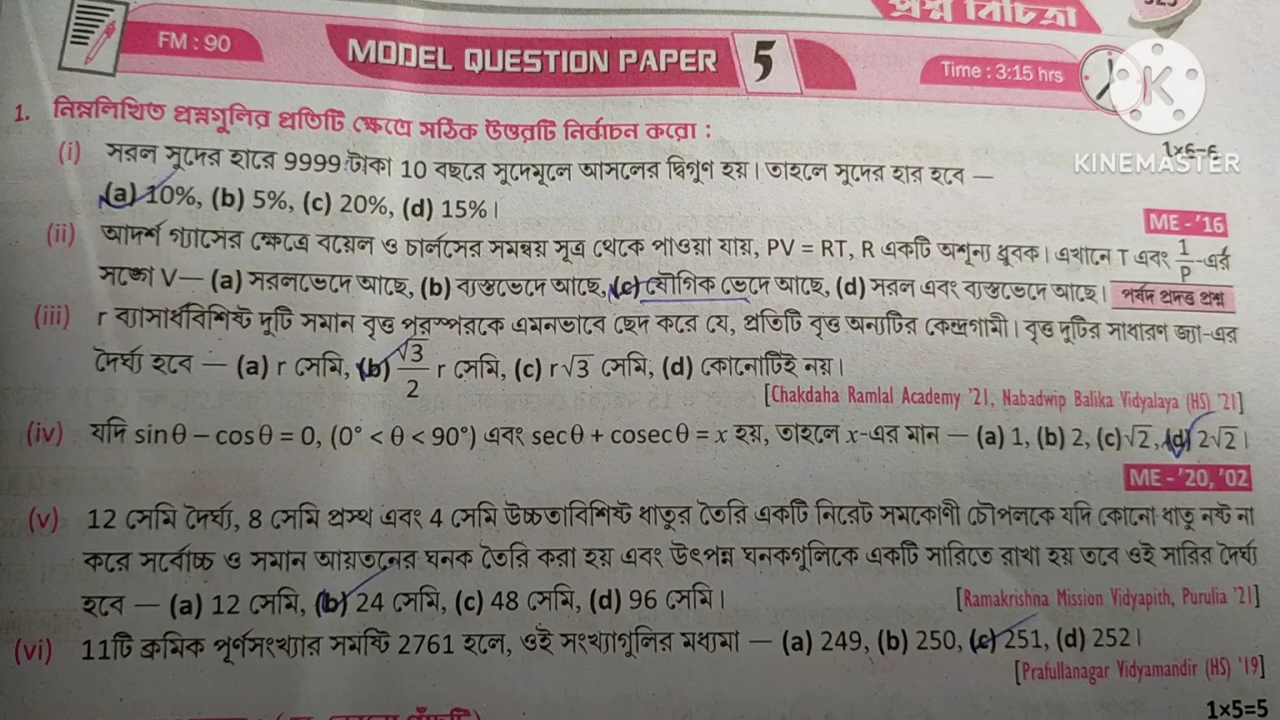 প্রশ্ন বিচিত্রা
FM : 90
MODEL QUESTION PAPER 5
Time : 3:15 hrs
KINEMASTER
1. নিম্নলিখিত প্রশ্নগুলির প্রতিটি ক্ষেত্রে সঠিক উত্তরটি নির্বাচন করো :
1×6=6
(i) সরল সুদের হারে 9999 টাকা 10 বছরে সুদেমূলে আসলের দ্বিগুণ হয়। তাহলে সুদের হার হবে —
(a) 10%, (b) 5%, (c) 20%, (d) 15%।
ME - '16
(ii) আদর্শ গ্যাসের ক্ষেত্রে বয়েল ও চার্লসের সমন্বয় সূত্র থেকে পাওয়া যায়, PV = RT, R একটি অশূন্য ধ্রুবক। এখানে T এবং 1/P-এর
সঙ্গে V— (a) সরলভেদে আছে, (b) ব্যস্তভেদে আছে, (c) যৌগিক ভেদে আছে, (d) সরল এবং ব্যস্তভেদে আছে। পর্ষদ প্রদত্ত প্রশ্ন
(iii) r ব্যাসার্ধবিশিষ্ট দুটি সমান বৃত্ত পরস্পরকে এমনভাবে ছেদ করে যে, প্রতিটি বৃত্ত অন্যটির কেন্দ্রগামী। বৃত্ত দুটির সাধারণ জ্যা-এর
দৈর্ঘ্য হবে — (a) r সেমি, (b) √3/2 r সেমি, (c) r√3 সেমি, (d) কোনোটিই নয়।
[Chakdaha Ramlal Academy '21, Nabadwip Balika Vidyalaya (HS) '21]
(iv) যদি sinθ – cosθ = 0, (0° < θ < 90°) এবং secθ + cosecθ = x হয়, তাহলে x-এর মান — (a) 1, (b) 2, (c) √2, (d) 2√2।
ME - '20, '02
(v) 12 সেমি দৈর্ঘ্য, 8 সেমি প্রস্থ এবং 4 সেমি উচ্চতাবিশিষ্ট ধাতুর তৈরি একটি নিরেট সমকোণী চৌপলকে যদি কোনো ধাতু নষ্ট না
করে সর্বোচ্চ ও সমান আয়তনের ঘনক তৈরি করা হয় এবং উৎপন্ন ঘনকগুলিকে একটি সারিতে রাখা হয় তবে ওই সারির দৈর্ঘ্য
হবে — (a) 12 সেমি, (b) 24 সেমি, (c) 48 সেমি, (d) 96 সেমি।
[Ramakrishna Mission Vidyapith, Purulia '21]
(vi) 11টি ক্রমিক পূর্ণসংখ্যার সমষ্টি 2761 হলে, ওই সংখ্যাগুলির মধ্যমা — (a) 249, (b) 250, (c) 251, (d) 252।
[Prafullanagar Vidyamandir (HS) '19]
1×5=5